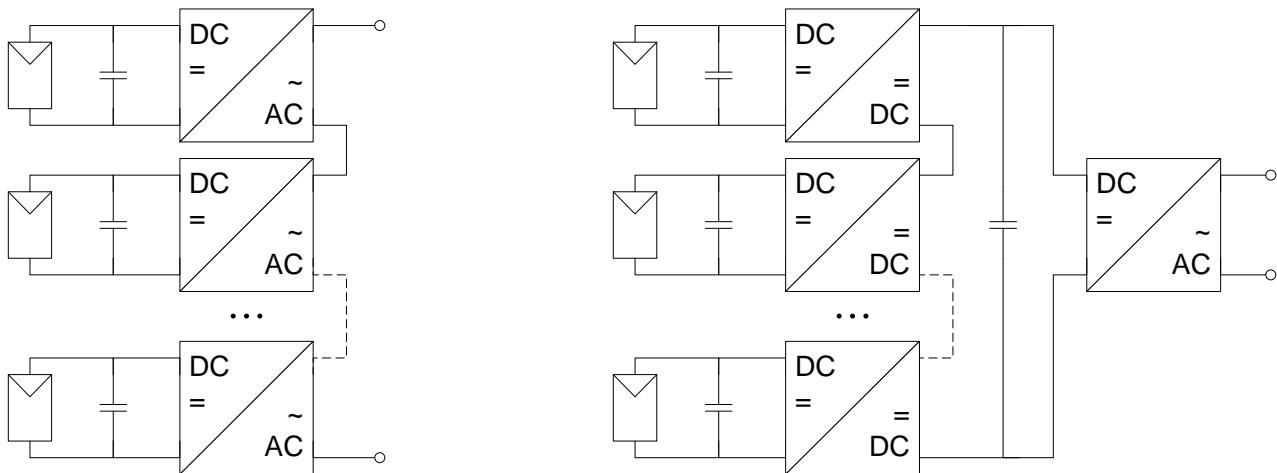 DC
=
~
AC
DC
=
~
AC
...
DC
=
~
AC
DC
=
=
DC
DC
=
=
DC
...
DC
=
=
DC
DC
=
~
AC